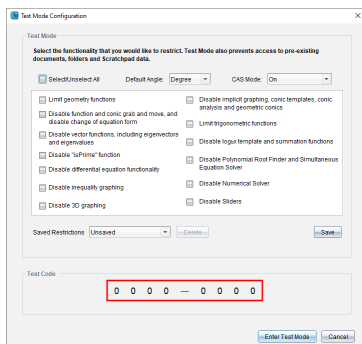 Test Mode Configuration
Test Mode
Select the functionality that you would like to restrict. Test Mode also prevents access to pre-existing
documents, folders and Scratchpad data.
Select/Unselect All Default Angle: Degree CAS Mode: On
Limit geometry functions
Disable function and conic grab and move, and
disable change of equation form
Disable vector functions, including eigenvectors
and eigenvalues
Disable "isPrime" function
Disable differential equation functionality
Disable inequality graphing
Disable 3D graphing
Disable implicit graphing, conic templates, conic
analysis and geometric conics
Limit trigonometric functions
Disable logₐx template and summation functions
Disable Polynomial Root Finder and Simultaneous
Equation Solver
Disable Numerical Solver
Disable Sliders
Saved Restrictions Unsaved Delete Save
Test Code
0 0 0 0 — 0 0 0 0
Enter Test Mode Cancel